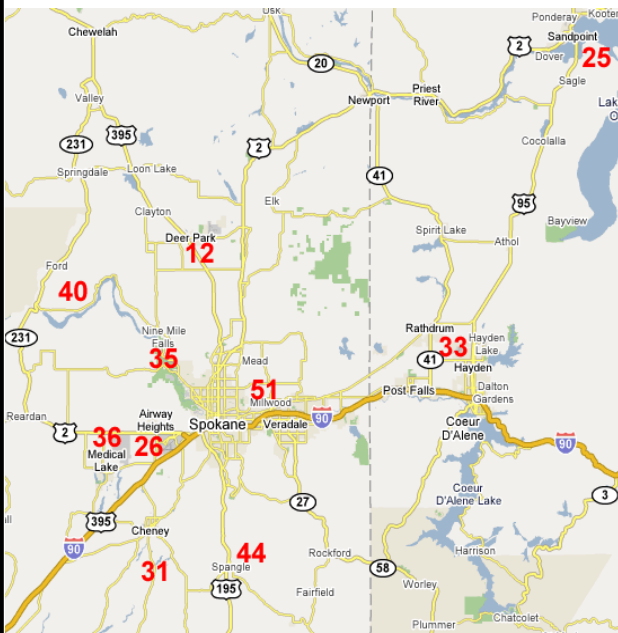 Usk
Ponderay
Kooten
Chewelah
Sandpoint
2
Dover
25
20
Sagle
Newport
Priest
River
Valley
395
Lak
O
231
2
Cocolalla
Springdale
Loon Lake
41
95
Elk
Clayton
Spirit Lake
Bayview
Deer Park
12
Athol
Ford
40
Rathdrum
231
Nine Mile
Falls
35
Mead
33
Hayden
Lake
41
Hayden
51
Millwood
Post Falls
Dalton
Gardens
Reardan
Airway
Heights
90
2
Spokane
Veradale
Coeur
D'Alene
36
26
Medical
Lake
90
Coeur
D'Alene Lake
27
3
395
Cheney
90
44
Rockford
Harrison
31
Spangle
58
195
Fairfield
Worley
Plummer
Chatcolet